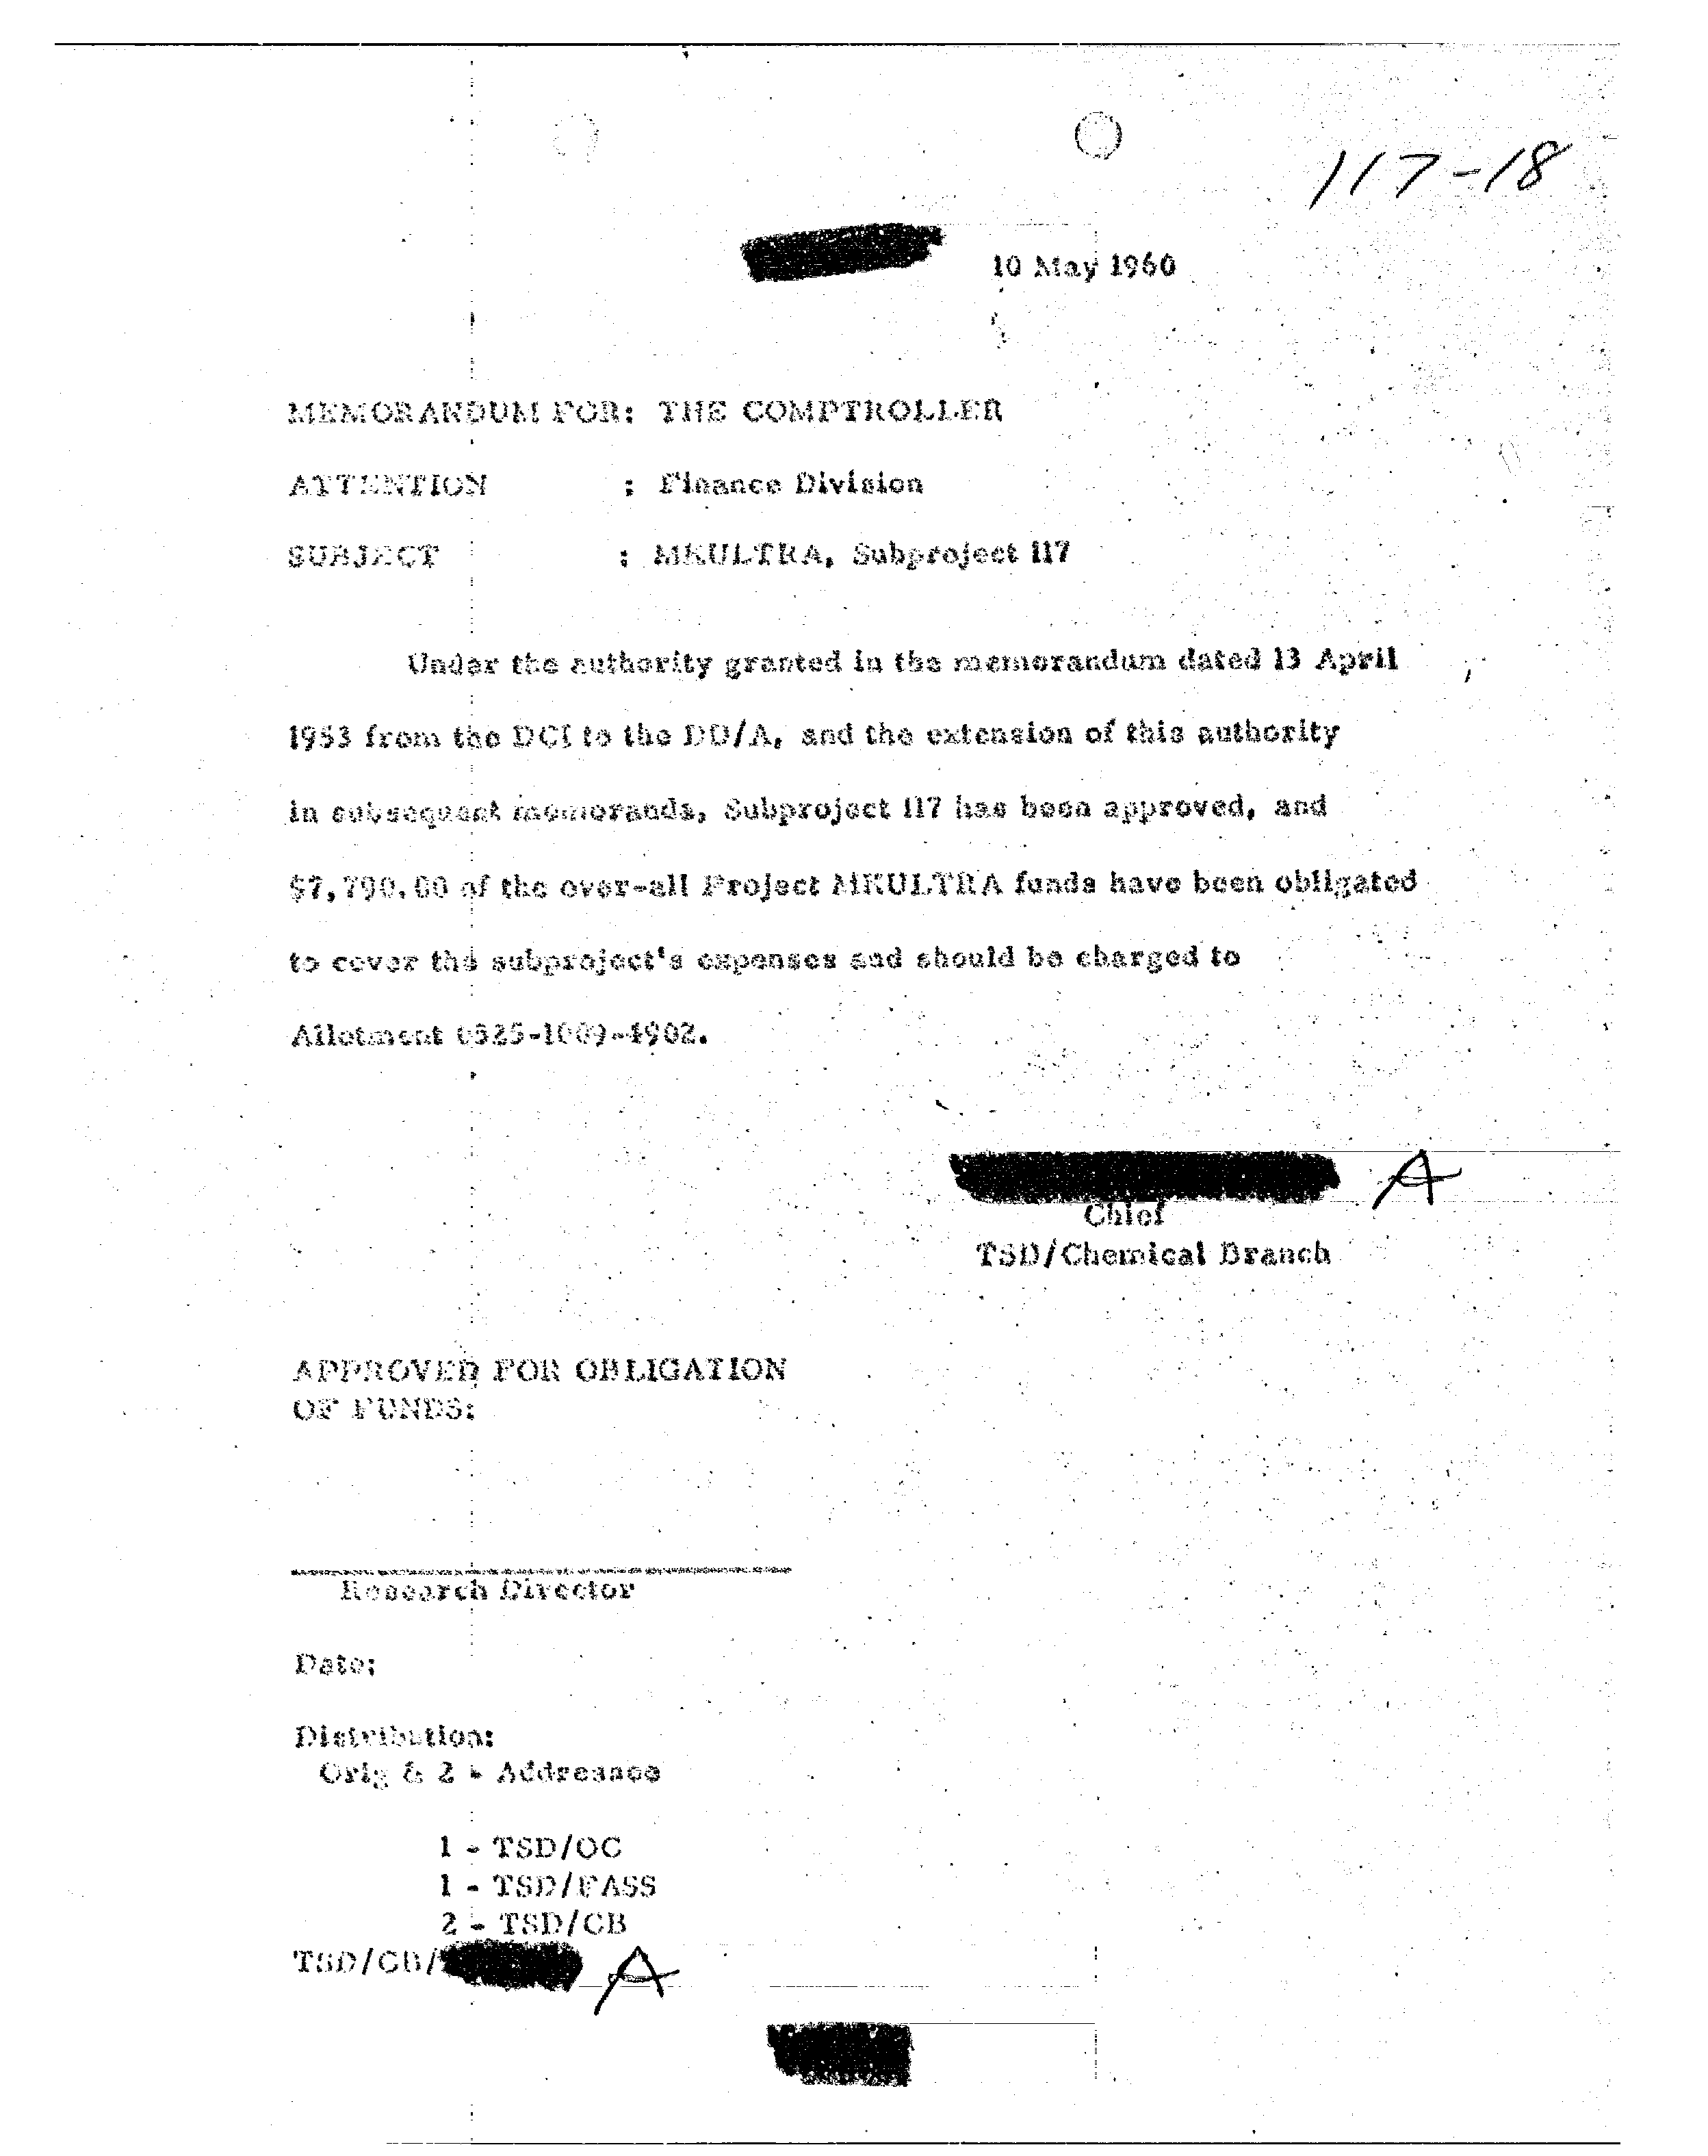 117-18
10 May 1960
MEMORANDUM FOR: THE COMPTROLLER
ATTENTION : Finance Division
SUBJECT : MKULTRA, Subproject 117
Under the authority granted in the memorandum dated 13 April
1953 from the DCI to the DD/A, and the extension of this authority
in subsequent memoranda, Subproject 117 has been approved, and
$7,790.00 of the over-all Project MKULTRA funds have been obligated
to cover the subproject's expenses and should be charged to
Allotment
A
Chief
TSD/Chemical Branch
APPROVED FOR OBLIGATION
OF FUNDS:
Research Director
Date:
Distribution:
Orig & 2 - Addressee
1 - TSD/OC
1 - TSD/FASS
2 - TSD/CB
TSD/CB/ A